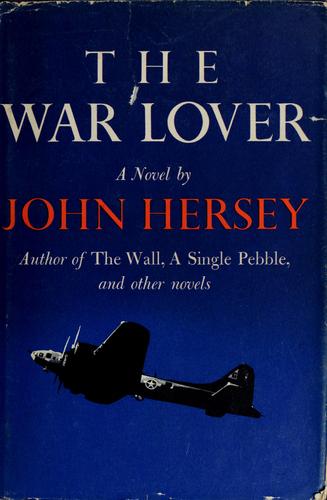 THE
WAR LOVER
A Novel by
JOHN HERSEY
Author of The Wall, A Single Pebble,
and other novels